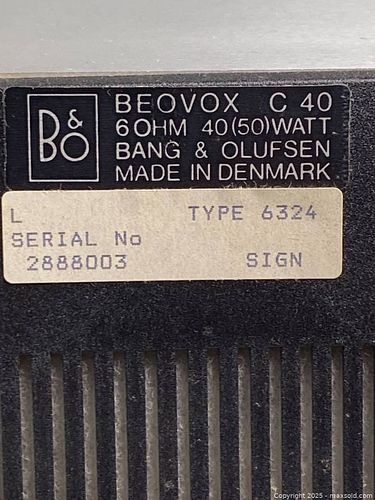 B&O
BEOVOX C 40
6 OHM 40(50)WATT
BANG & OLUFSEN
MADE IN DENMARK
L TYPE 6324
SERIAL No
2888003 SIGN
Copyright © 2025 - maxsold.com